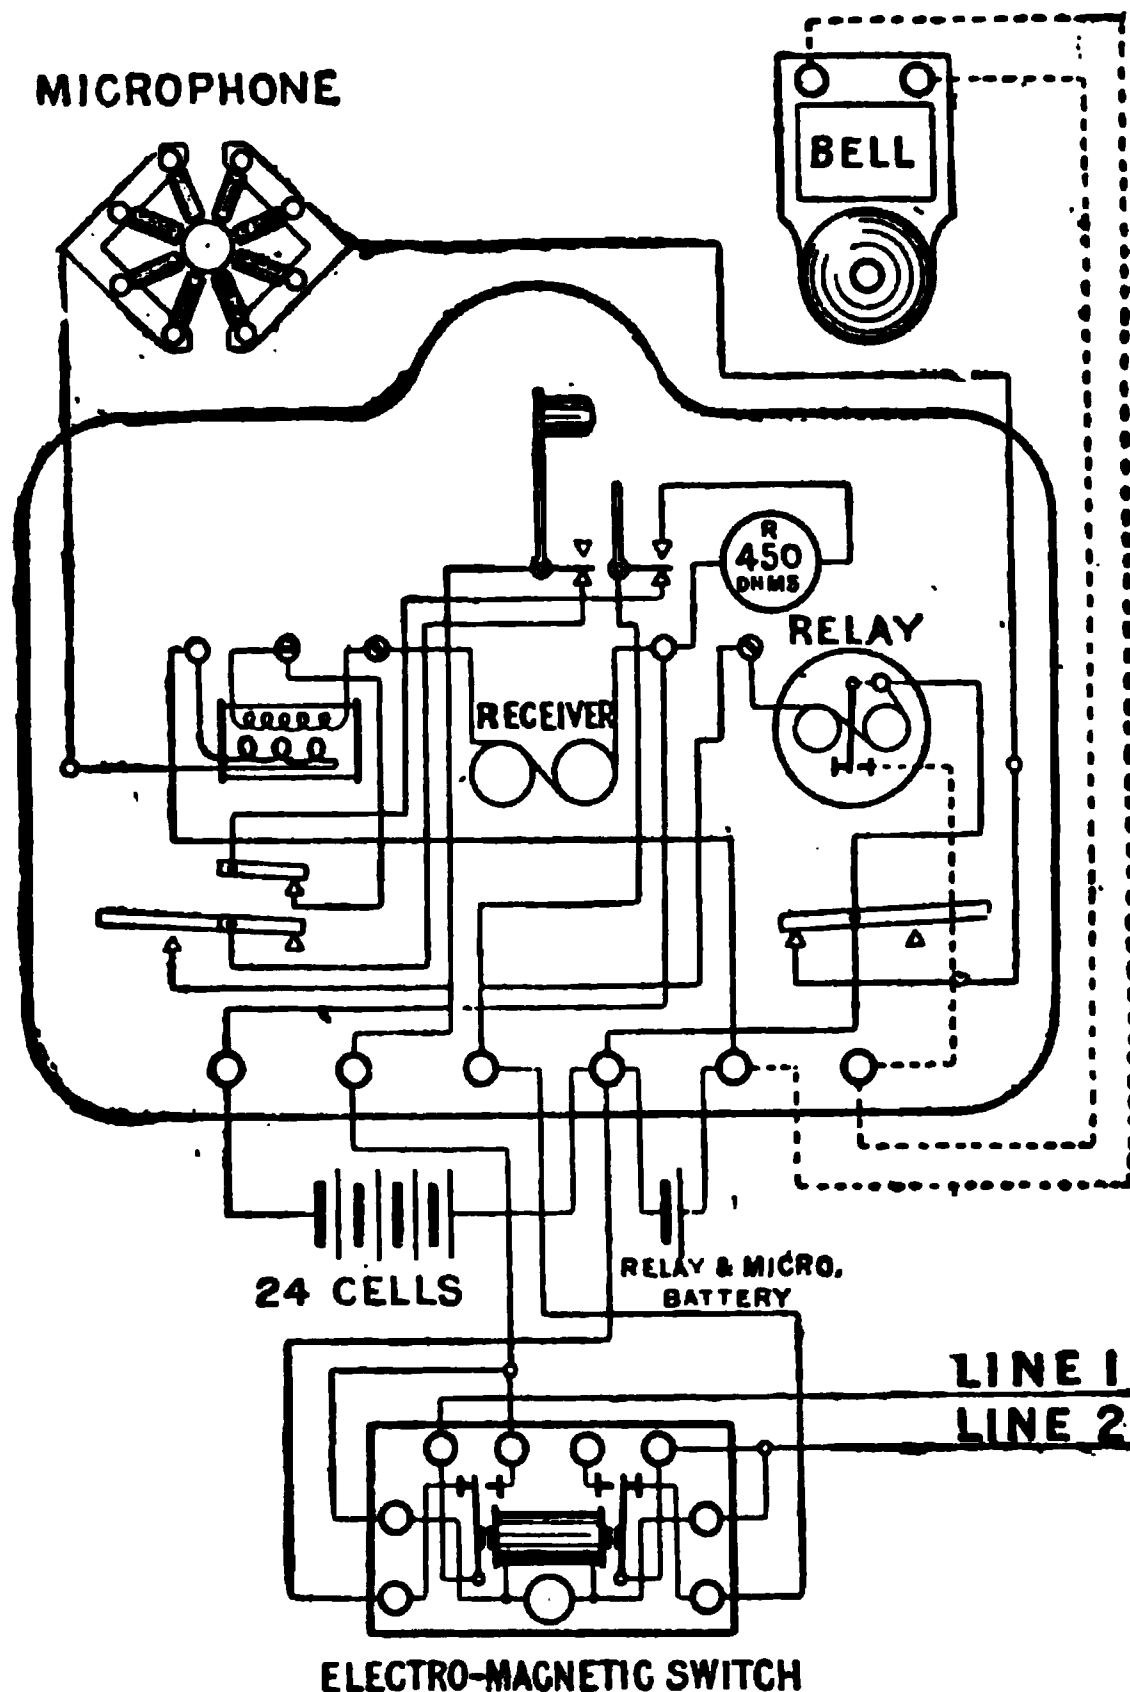 MICROPHONE
BELL
R
450
OHMS
RELAY
RECEIVER
24 CELLS
RELAY & MICRO.
BATTERY
LINE 1
LINE 2
ELECTRO-MAGNETIC SWITCH